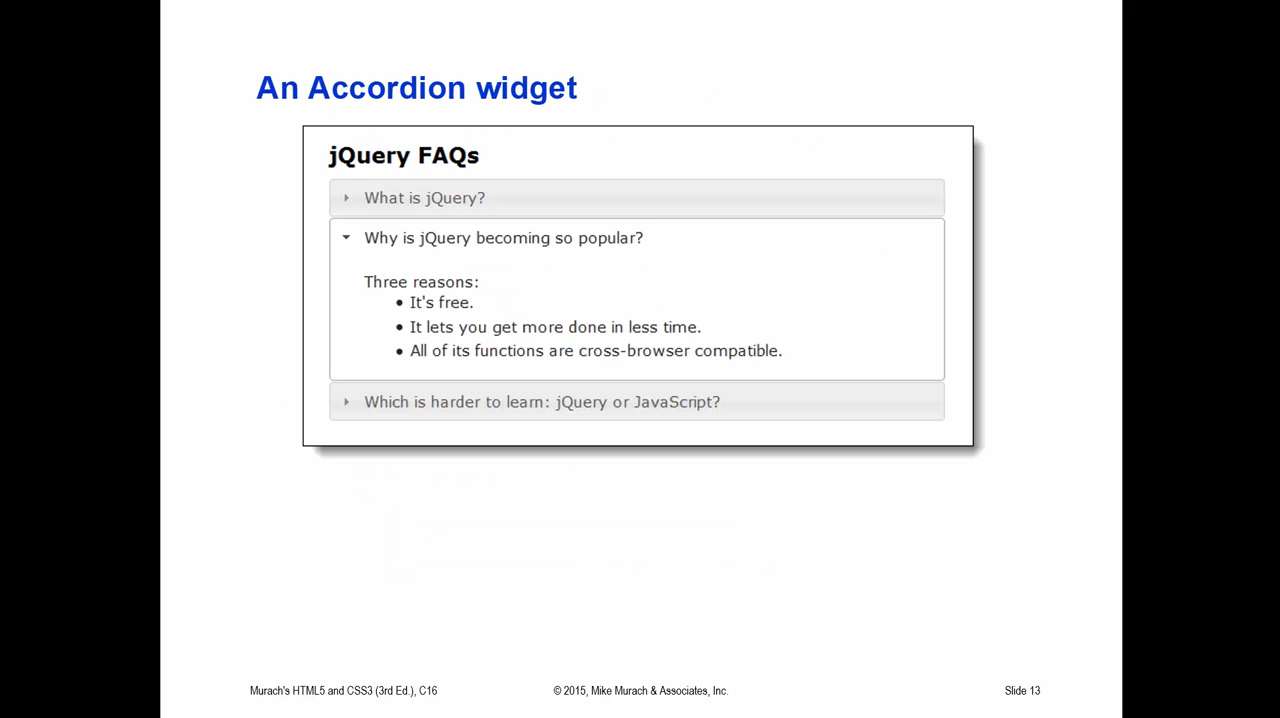 An Accordion widget
jQuery FAQs
What is jQuery?
Why is jQuery becoming so popular?
Three reasons:
• It's free.
• It lets you get more done in less time.
• All of its functions are cross-browser compatible.
Which is harder to learn: jQuery or JavaScript?
Murach's HTML5 and CSS3 (3rd Ed.), C16
© 2015, Mike Murach & Associates, Inc.
Slide 13